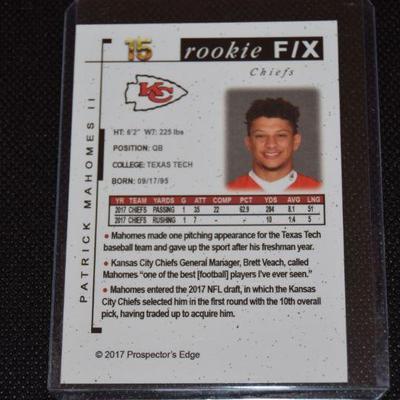 15 rookie F/X
Chiefs
KC
PATRICK MAHOMES II
HT: 6'2" W7: 225 lbs
POSITION: QB
COLLEGE: TEXAS TECH
BORN: 09/17/95
YR TEAM YARDS G ATT COMP PCT YDS AVG LNG
2017 CHIEFS PASSING 1 35 22 62.9 284 8.1 51
2017 CHIEFS RUSHING 1 7 - - 10 1.4 5
• Mahomes made one pitching appearance for the Texas Tech
baseball team and gave up the sport after his freshman year.
• Kansas City Chiefs General Manager, Brett Veach, called
Mahomes "one of the best [football] players I've ever seen."
• Mahomes entered the 2017 NFL draft, in which the Kansas
City Chiefs selected him in the first round with the 10th overall
pick, having traded up to acquire him.
© 2017 Prospector's Edge